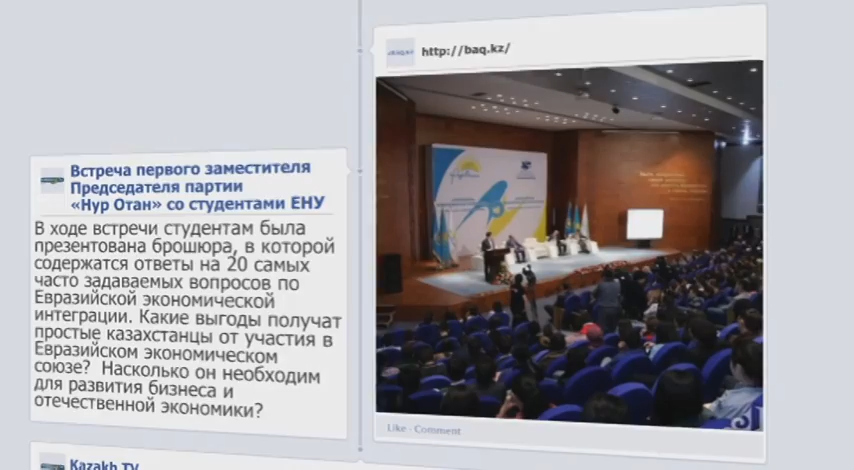 http://baq.kz/
Встреча первого заместителя
Председателя партии
«Нур Отан» со студентами ЕНУ
В ходе встречи студентам была
презентована брошюра, в которой
содержатся ответы на 20 самых
часто задаваемых вопросов по
Евразийской экономической
интеграции. Какие выгоды получат
простые казахстанцы от участия в
Евразийском экономическом
союзе? Насколько он необходим
для развития бизнеса и
отечественной экономики?
Like · Comment
Kazakh TV